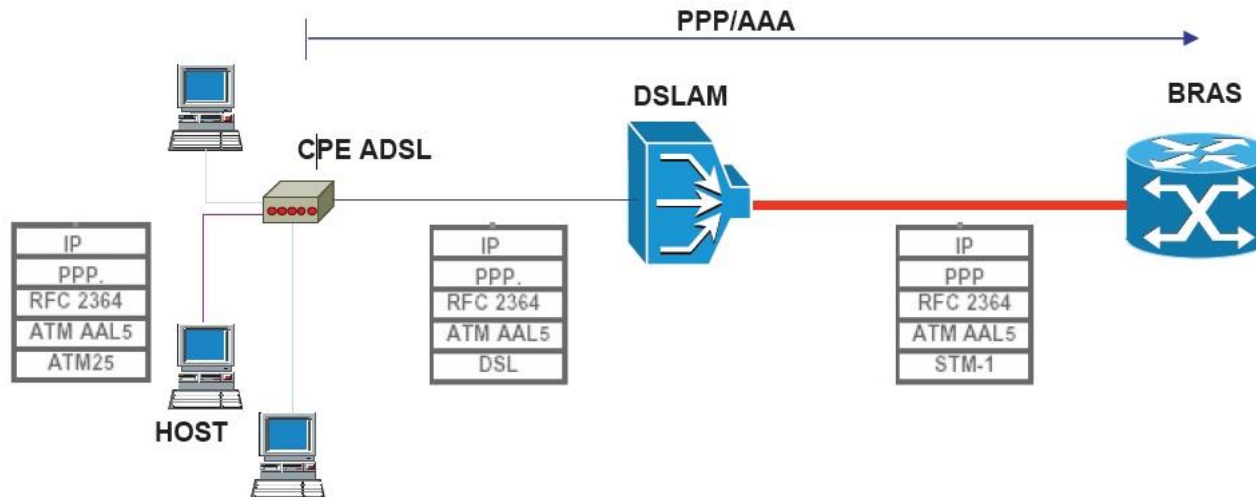 PPP/AAA
DSLAM
BRAS
CPE ADSL
IP
PPP.
RFC 2364
ATM AAL5
ATM25
IP
PPP.
RFC 2364
ATM AAL5
DSL
IP
PPP
RFC 2364
ATM AAL5
STM-1
HOST